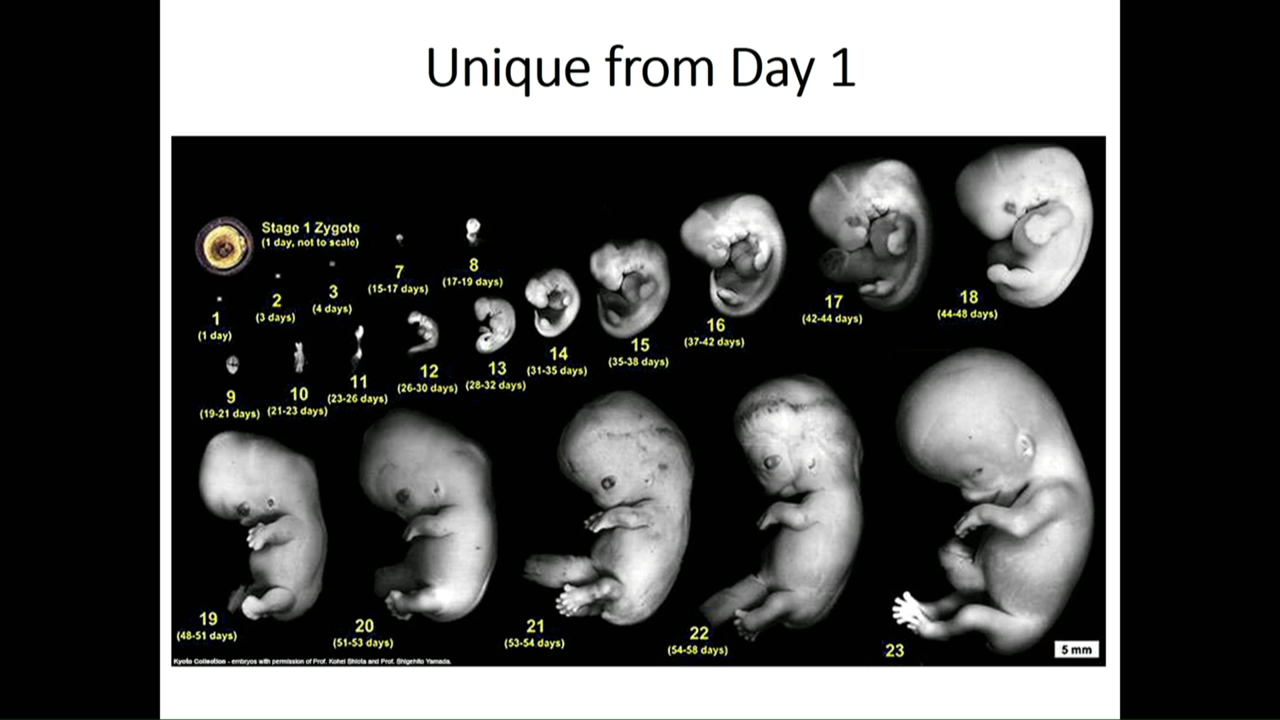 Unique from Day 1
Stage 1 Zygote
(1 day, not to scale)
1
(1 day)
2
(3 days)
3
(4 days)
7
(15-17 days)
8
(17-19 days)
9
(19-21 days)
10
(21-23 days)
11
(23-26 days)
12
(26-30 days)
13
(28-32 days)
14
(31-35 days)
15
(35-38 days)
16
(37-42 days)
17
(42-44 days)
18
(44-48 days)
19
(48-51 days)
20
(51-53 days)
21
(53-54 days)
22
(54-58 days)
23
5 mm
Kyoto Collection - embryos with permission of Prof. Kohei Shiota and Prof. Shigehito Yamada.